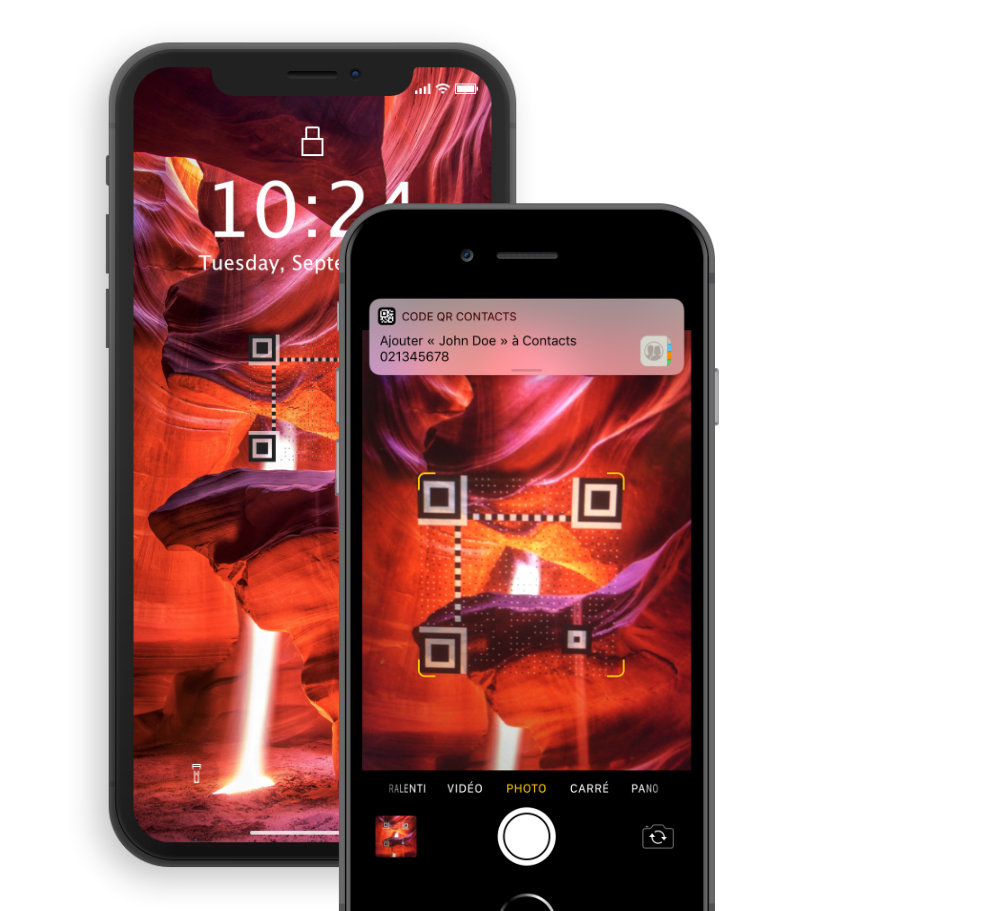 10:24
Tuesday, Septe
CODE QR CONTACTS
Ajouter « John Doe » à Contacts
021345678
RALENTI VIDÉO PHOTO CARRÉ PANO